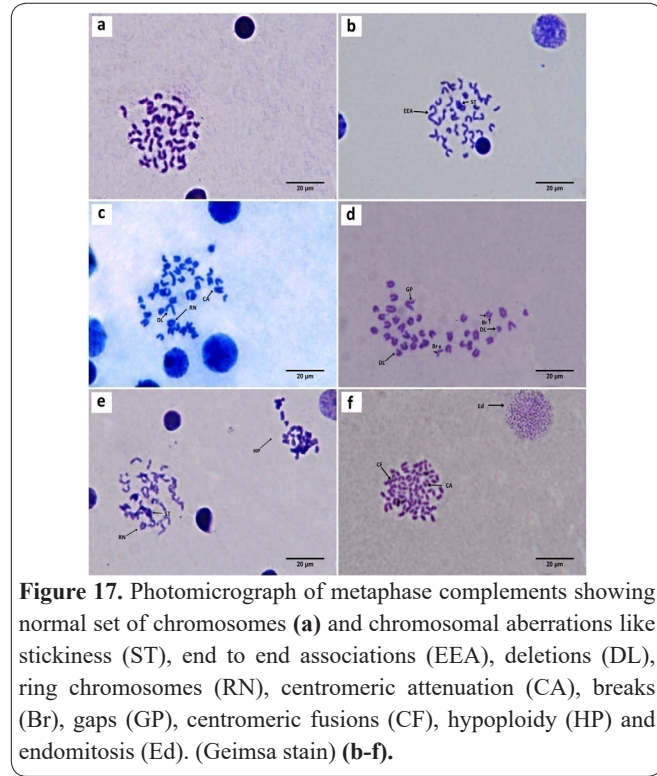 a
b
EEA
ST
20 µm
20 µm
c
d
CA
DL
RN
GP
Br
DL
Br
DL
20 µm
20 µm
e
f
HP
ST
RN
Ed
CF
CA
20 µm
20 µm
Figure 17. Photomicrograph of metaphase complements showing
normal set of chromosomes (a) and chromosomal aberrations like
stickiness (ST), end to end associations (EEA), deletions (DL),
ring chromosomes (RN), centromeric attenuation (CA), breaks
(Br), gaps (GP), centromeric fusions (CF), hypoploidy (HP) and
endomitosis (Ed). (Geimsa stain) (b-f).